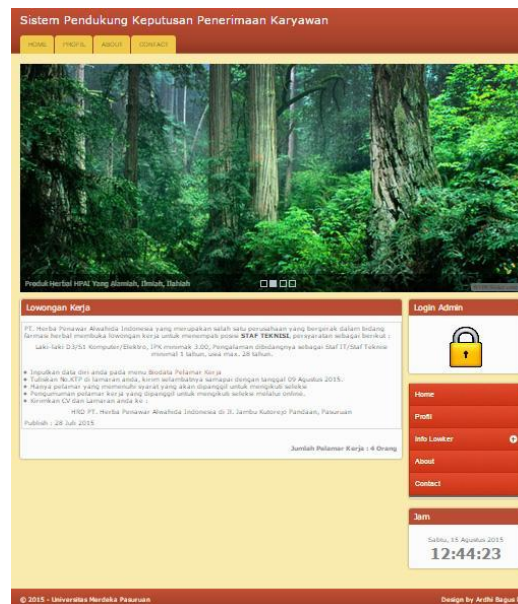 Sistem Pendukung Keputusan Penerimaan Karyawan
HOME PROFIL ABOUT CONTACT
Produk Herbal HPAI Yang Alamiah, Ilmiah, Ilahiah
Lowongan Kerja
PT. Herba Penawar Alwahida Indonesia yang merupakan salah satu perusahaan yang bergerak dalam bidang
farmasi herbal membuka lowongan kerja untuk menempati posisi STAF TEKNISI, persyaratan sebagai berikut :
Laki-laki D3/S1 Komputer/Elektro, IPK minimak 3.00, Pengalaman dibidangnya sebagai Staf IT/Staf Teknisi
minimal 1 tahun, usia max. 28 tahun.
Inputkan data diri anda pada menu Biodata Pelamar Kerja
Tuliskan No.KTP di lamaran anda, kirim selambatnya sampai dengan tanggal 09 Agustus 2015.
Hanya pelamar yang memenuhi syarat yang akan dipanggil untuk mengikuti seleksi
Pengumuman pelamar kerja yang dipanggil untuk mengikuti seleksi melalui online.
Kirimkan CV dan Lamaran anda ke :
HRD PT. Herba Penawar Alwahida Indonesia di Jl. Jambu Kutorejo Pandaan, Pasuruan
Publish : 28 Juli 2015
Jumlah Pelamar Kerja : 4 Orang
Login Admin
Home
Profil
Info Lowker
About
Contact
Jam
Sabtu, 15 Agustus 2015
12:44:23
© 2015 - Universitas Merdeka Pasuruan
Design by Ardhi Bagus